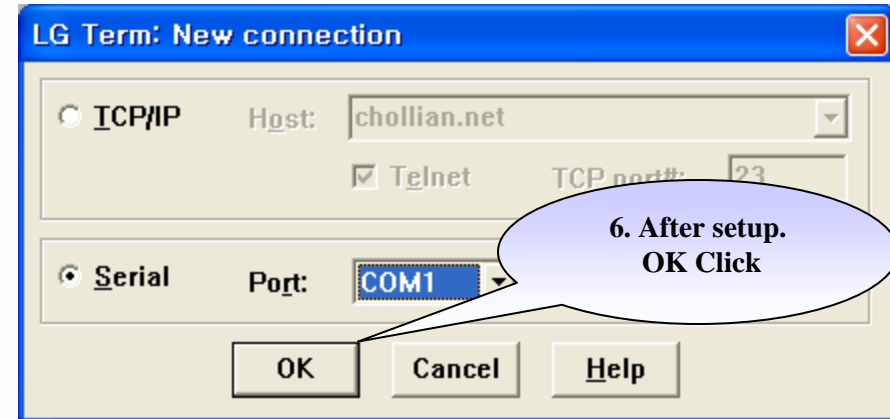 LG Term: New connection
TCP/IP Host: chollian.net
Telnet TCP port#: 23
6. After setup.
OK Click
Serial Port: COM1
OK Cancel Help